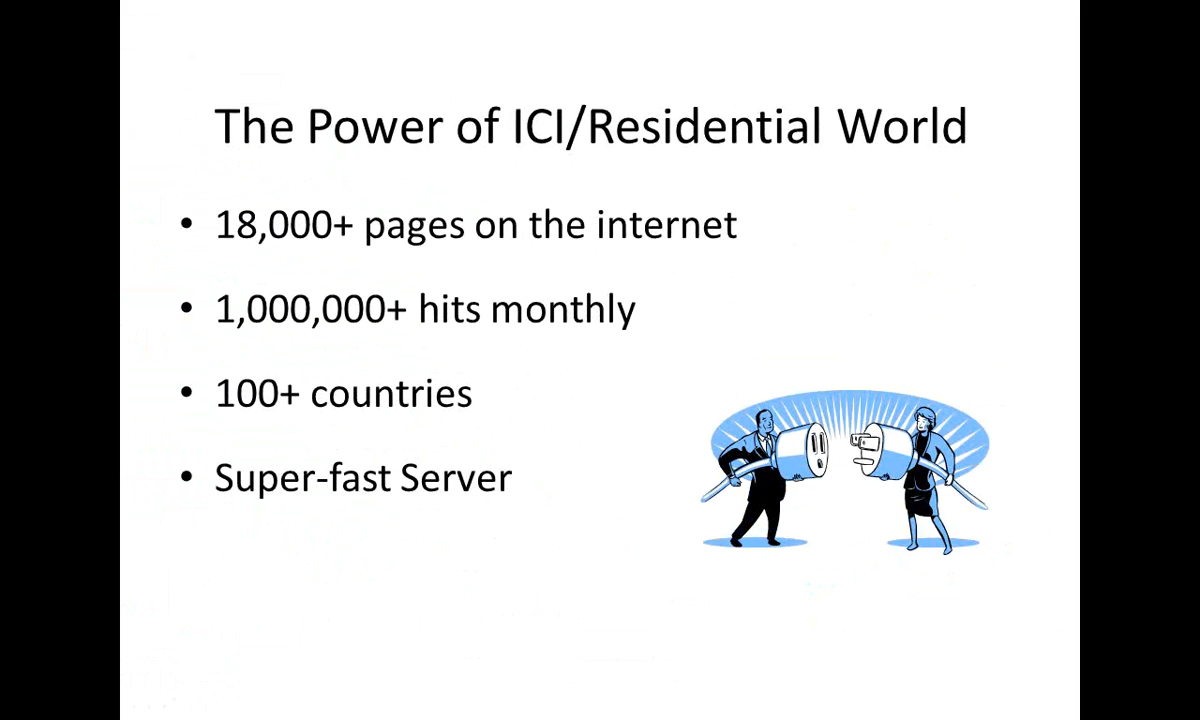 The Power of ICI/Residential World
• 18,000+ pages on the internet
• 1,000,000+ hits monthly
• 100+ countries
• Super-fast Server